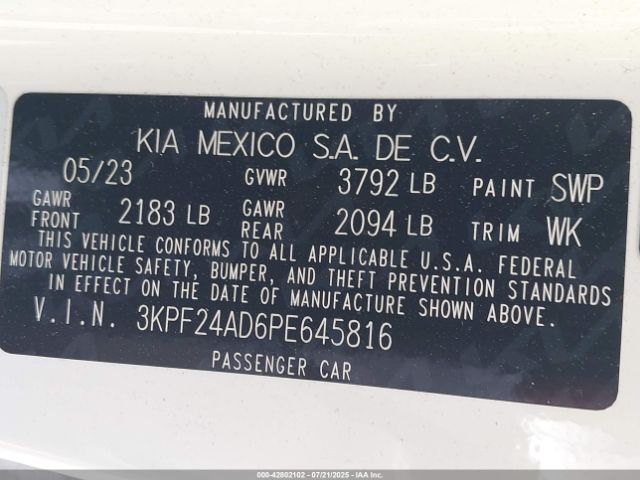 MANUFACTURED BY
KIA MEXICO S.A. DE C.V.
05/23 GVWR 3792 LB PAINT SWP
GAWR FRONT 2183 LB GAWR REAR 2094 LB TRIM WK
THIS VEHICLE CONFORMS TO ALL APPLICABLE U.S.A. FEDERAL
MOTOR VEHICLE SAFETY, BUMPER, AND THEFT PREVENTION STANDARDS
IN EFFECT ON THE DATE OF MANUFACTURE SHOWN ABOVE.
V.I.N. 3KPF24AD6PE645816
PASSENGER CAR
000-42802102 - 07/21/2025 - IAAI.COM